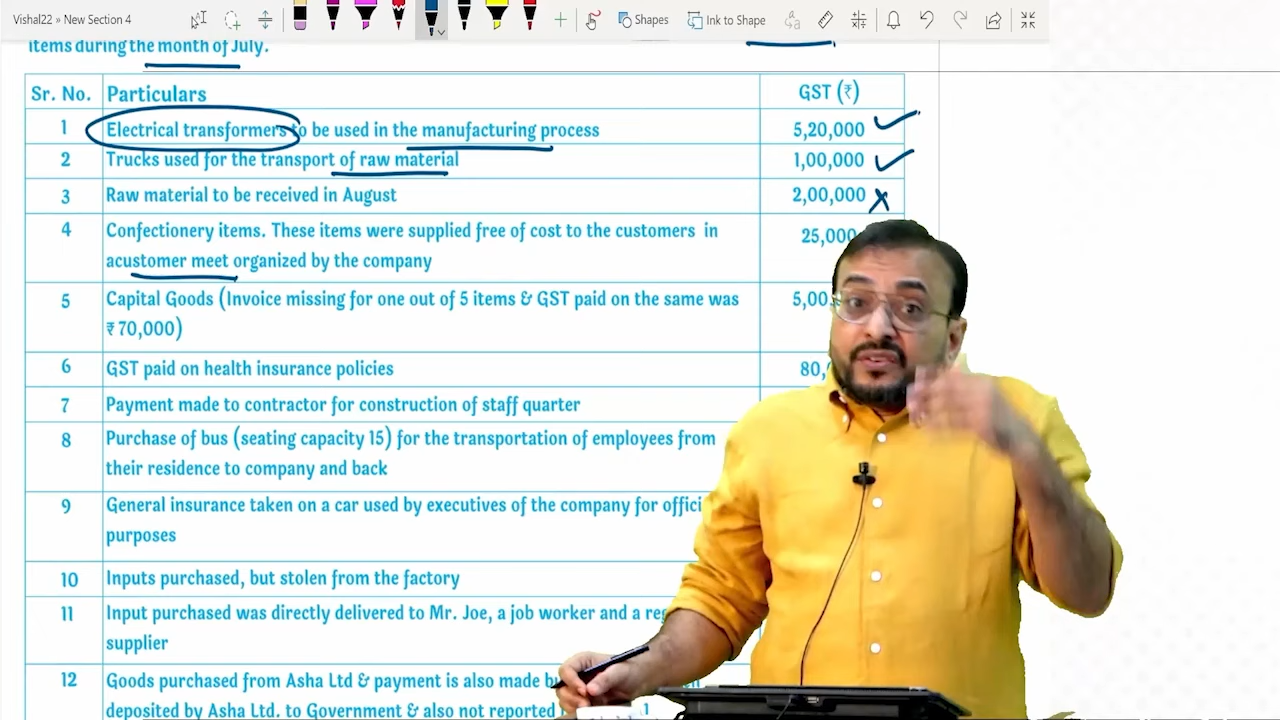 Vishal22 » New Section 4
Shapes
Ink to Shape
items during the month of July.
Sr. No. Particulars GST (₹)
1 Electrical transformers to be used in the manufacturing process 5,20,000
2 Trucks used for the transport of raw material 1,00,000
3 Raw material to be received in August 2,00,000
4 Confectionery items. These items were supplied free of cost to the customers in 25,000
acustomer meet organized by the company
5 Capital Goods (Invoice missing for one out of 5 items & GST paid on the same was 5,00,
₹ 70,000)
6 GST paid on health insurance policies 80,
7 Payment made to contractor for construction of staff quarter
8 Purchase of bus (seating capacity 15) for the transportation of employees from
their residence to company and back
9 General insurance taken on a car used by executives of the company for offici
purposes
10 Inputs purchased, but stolen from the factory
11 Input purchased was directly delivered to Mr. Joe, a job worker and a reg
supplier
12 Goods purchased from Asha Ltd & payment is also made
deposited by Asha Ltd. to Government & also not reported